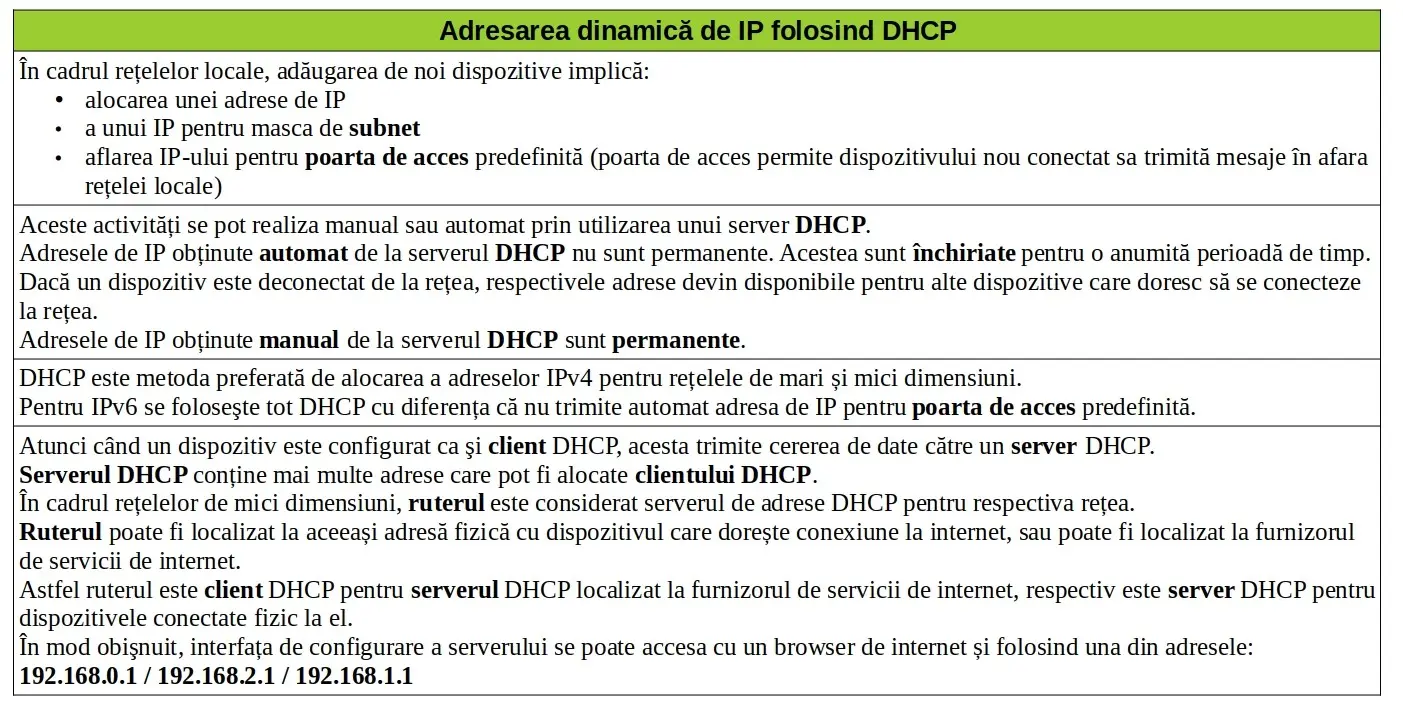 Adresarea dinamică de IP folosind DHCP
În cadrul rețelelor locale, adăugarea de noi dispozitive implică:
• alocarea unei adrese de IP
• a unui IP pentru masca de subnet
• aflarea IP-ului pentru poarta de acces predefinită (poarta de acces permite dispozitivului nou conectat sa trimită mesaje în afara
rețelei locale)
Aceste activități se pot realiza manual sau automat prin utilizarea unui server DHCP.
Adresele de IP obținute automat de la serverul DHCP nu sunt permanente. Acestea sunt închiriate pentru o anumită perioadă de timp.
Dacă un dispozitiv este deconectat de la rețea, respectivele adrese devin disponibile pentru alte dispozitive care doresc să se conecteze
la rețea.
Adresele de IP obținute manual de la serverul DHCP sunt permanente.
DHCP este metoda preferată de alocarea a adreselor IPv4 pentru rețelele de mari și mici dimensiuni.
Pentru IPv6 se foloseşte tot DHCP cu diferența că nu trimite automat adresa de IP pentru poarta de acces predefinită.
Atunci când un dispozitiv este configurat ca şi client DHCP, acesta trimite cererea de date către un server DHCP.
Serverul DHCP conține mai multe adrese care pot fi alocate clientului DHCP.
În cadrul rețelelor de mici dimensiuni, ruterul este considerat serverul de adrese DHCP pentru respectiva rețea.
Ruterul poate fi localizat la aceeași adresă fizică cu dispozitivul care dorește conexiune la internet, sau poate fi localizat la furnizorul
de servicii de internet.
Astfel ruterul este client DHCP pentru serverul DHCP localizat la furnizorul de servicii de internet, respectiv este server DHCP pentru
dispozitivele conectate fizic la el.
În mod obişnuit, interfața de configurare a serverului se poate accesa cu un browser de internet și folosind una din adresele:
192.168.0.1 / 192.168.2.1 / 192.168.1.1